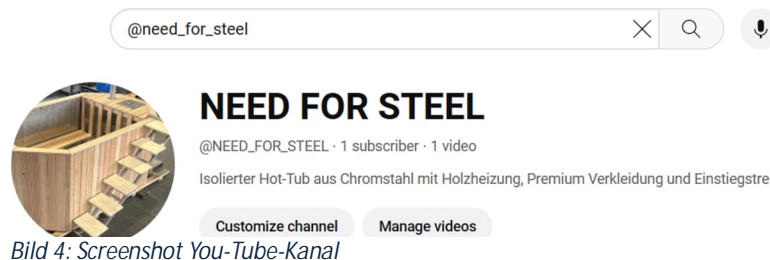 @need_for_steel
NEED FOR STEEL
@NEED_FOR_STEEL · 1 subscriber · 1 video
Isolierter Hot-Tub aus Chromstahl mit Holzheizung, Premium Verkleidung und Einstiegstre
Customize channel Manage videos
Bild 4: Screenshot You-Tube-Kanal